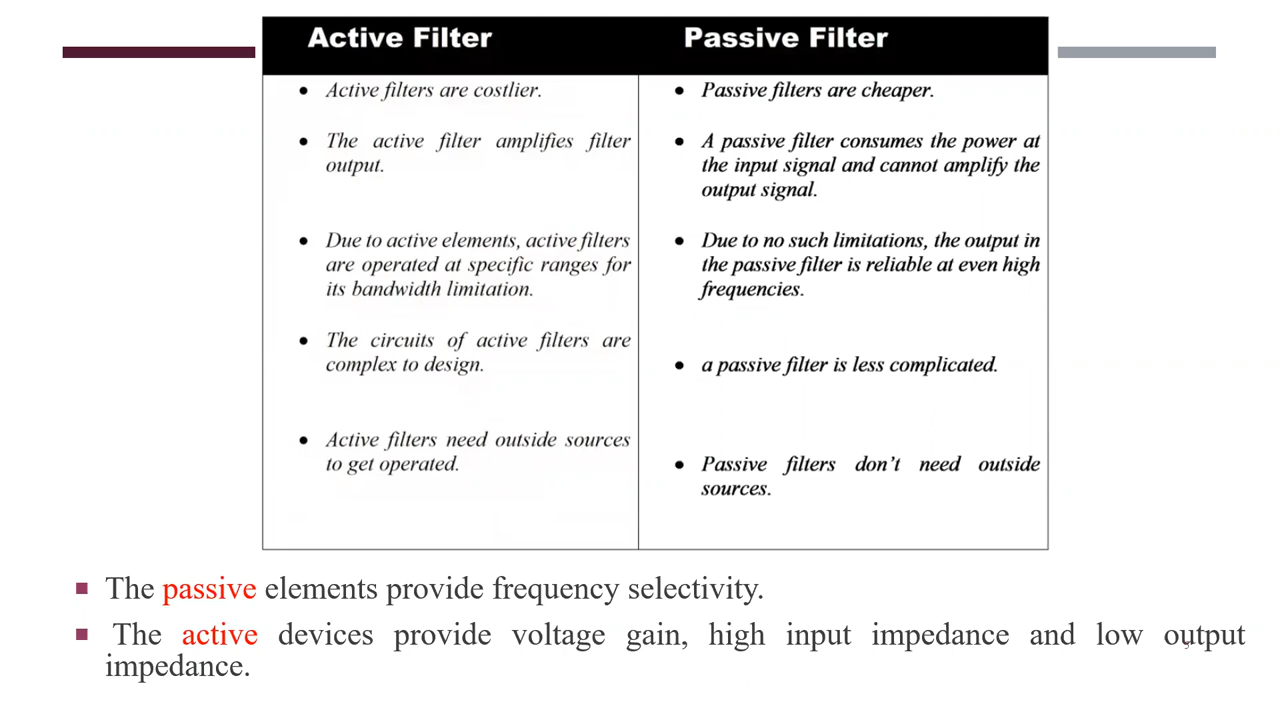 Active Filter
Passive Filter
• Active filters are costlier.
• The active filter amplifies filter
output.
• Due to active elements, active filters
are operated at specific ranges for
its bandwidth limitation.
• The circuits of active filters are
complex to design.
• Active filters need outside sources
to get operated.
• Passive filters are cheaper.
• A passive filter consumes the power at
the input signal and cannot amplify the
output signal.
• Due to no such limitations, the output in
the passive filter is reliable at even high
frequencies.
• a passive filter is less complicated.
• Passive filters don’t need outside
sources.
■ The passive elements provide frequency selectivity.
■ The active devices provide voltage gain, high input impedance and low output
impedance.